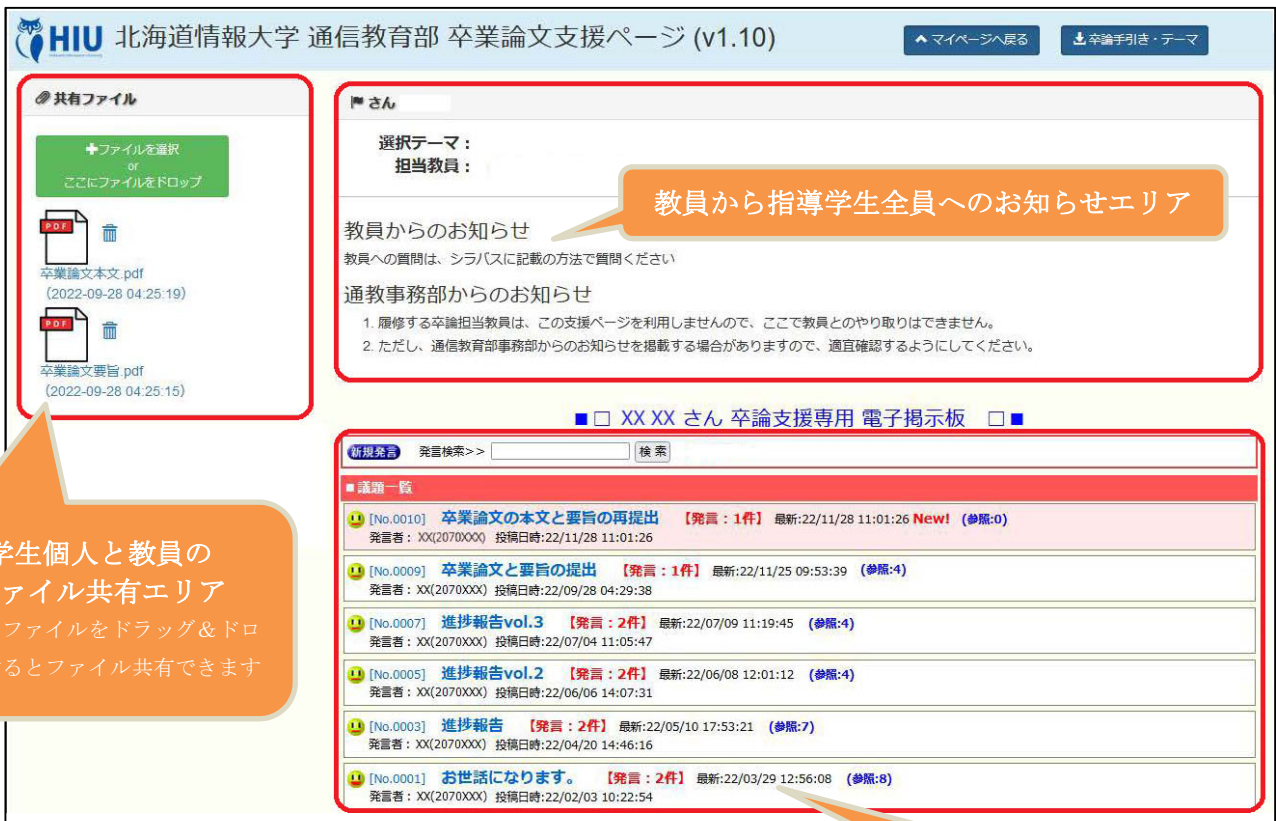 HIU 北海道情報大学 通信教育部 卒業論文支援ページ (v1.10)
マイページへ戻る
卒論手引き・テーマ
共有ファイル
ファイルを選択
or
ここにファイルをドロップ
PDF
卒業論文本文.pdf
(2022-09-28 04:25:19)
PDF
卒業論文要旨.pdf
(2022-09-28 04:25:15)
学生個人と教員の
ァイル共有エリア
ファイルをドラッグ＆ドロ
るとファイル共有できます
さん
選択テーマ：
担当教員：
教員から指導学生全員へのお知らせエリア
教員からのお知らせ
教員への質問は、シラバスに記載の方法で質問ください
通教事務部からのお知らせ
1. 履修する卒論担当教員は、この支援ページを利用しませんので、ここで教員とのやり取りはできません。
2. ただし、通信教育部事務部からのお知らせを掲載する場合がありますので、適宜確認するようにしてください。
■□ XX XX さん 卒論支援専用 電子掲示板 □■
新規発言 発言検索>> 検索
■議題一覧
[No.0010] 卒業論文の本文と要旨の再提出 【発言：1件】 最新:22/11/28 11:01:26 New! (参照:0)
発言者：XX(2070XXX) 投稿日時:22/11/28 11:01:26
[No.0009] 卒業論文と要旨の提出 【発言：1件】 最新:22/11/25 09:53:39 (参照:4)
発言者：XX(2070XXX) 投稿日時:22/09/28 04:29:38
[No.0007] 進捗報告vol.3 【発言：2件】 最新:22/07/09 11:19:45 (参照:4)
発言者：XX(2070XXX) 投稿日時:22/07/04 11:05:47
[No.0005] 進捗報告vol.2 【発言：2件】 最新:22/06/08 12:01:12 (参照:4)
発言者：XX(2070XXX) 投稿日時:22/06/06 14:07:31
[No.0003] 進捗報告 【発言：2件】 最新:22/05/10 17:53:21 (参照:7)
発言者：XX(2070XXX) 投稿日時:22/04/20 14:46:16
[No.0001] お世話になります。 【発言：2件】 最新:22/03/29 12:56:08 (参照:8)
発言者：XX(2070XXX) 投稿日時:22/02/03 10:22:54